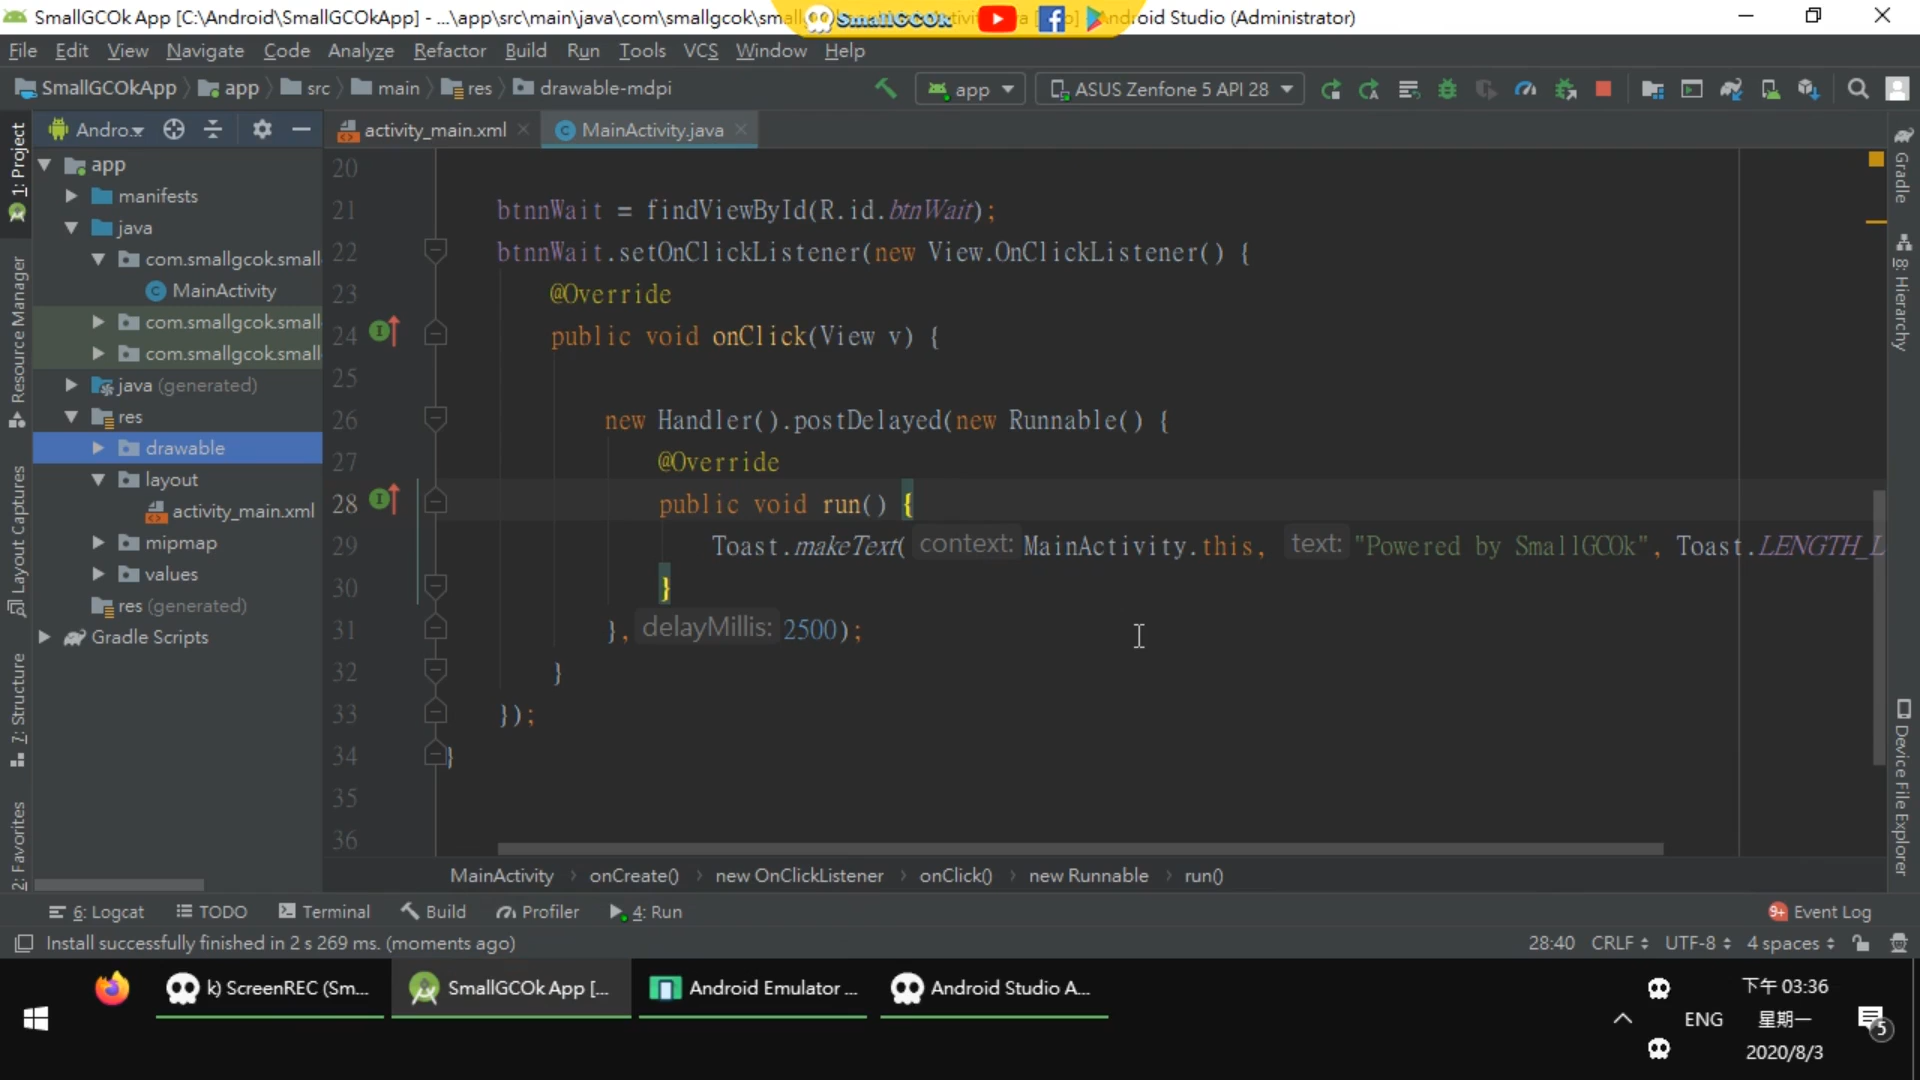 SmallGCOk App [C:\Android\SmallGCOkApp] - ...\app\src\main\java\com\smallgcok\smal
SmallGCOk
ndroid Studio (Administrator)
File Edit View Navigate Code Analyze Refactor Build Run Tools VCS Window Help
SmallGCOkApp app src main res drawable-mdpi
app ASUS Zenfone 5 API 28
Andro...
activity_main.xml
MainActivity.java
app
manifests
java
com.smallgcok.small
MainActivity
com.smallgcok.small
com.smallgcok.small
java (generated)
res
drawable
layout
activity_main.xml
mipmap
values
res (generated)
Gradle Scripts
1: Project
Resource Manager
Layout Captures
7: Structure
2: Favorites
20
21 btnnWait = findViewById(R.id.btnWait);
22 btnnWait.setOnClickListener(new View.OnClickListener() {
23 @Override
24 public void onClick(View v) {
25
26 new Handler().postDelayed(new Runnable() {
27 @Override
28 public void run() {
29 Toast.makeText( context: MainActivity.this, text: "Powered by SmallGCOk", Toast.LENGTH_L
30 }
31 }, delayMillis: 2500);
32 }
33 });
34 }
35
36
Gradle
8: Hierarchy
Device File Explorer
MainActivity › onCreate() › new OnClickListener › onClick() › new Runnable › run()
6: Logcat TODO Terminal Build Profiler 4: Run
9+ Event Log
Install successfully finished in 2 s 269 ms. (moments ago)
28:40 CRLF UTF-8 4 spaces
k) ScreenREC (Sm...
SmallGCOk App [...
Android Emulator ...
Android Studio A...
ENG
下午 03:36
星期一
2020/8/3
5